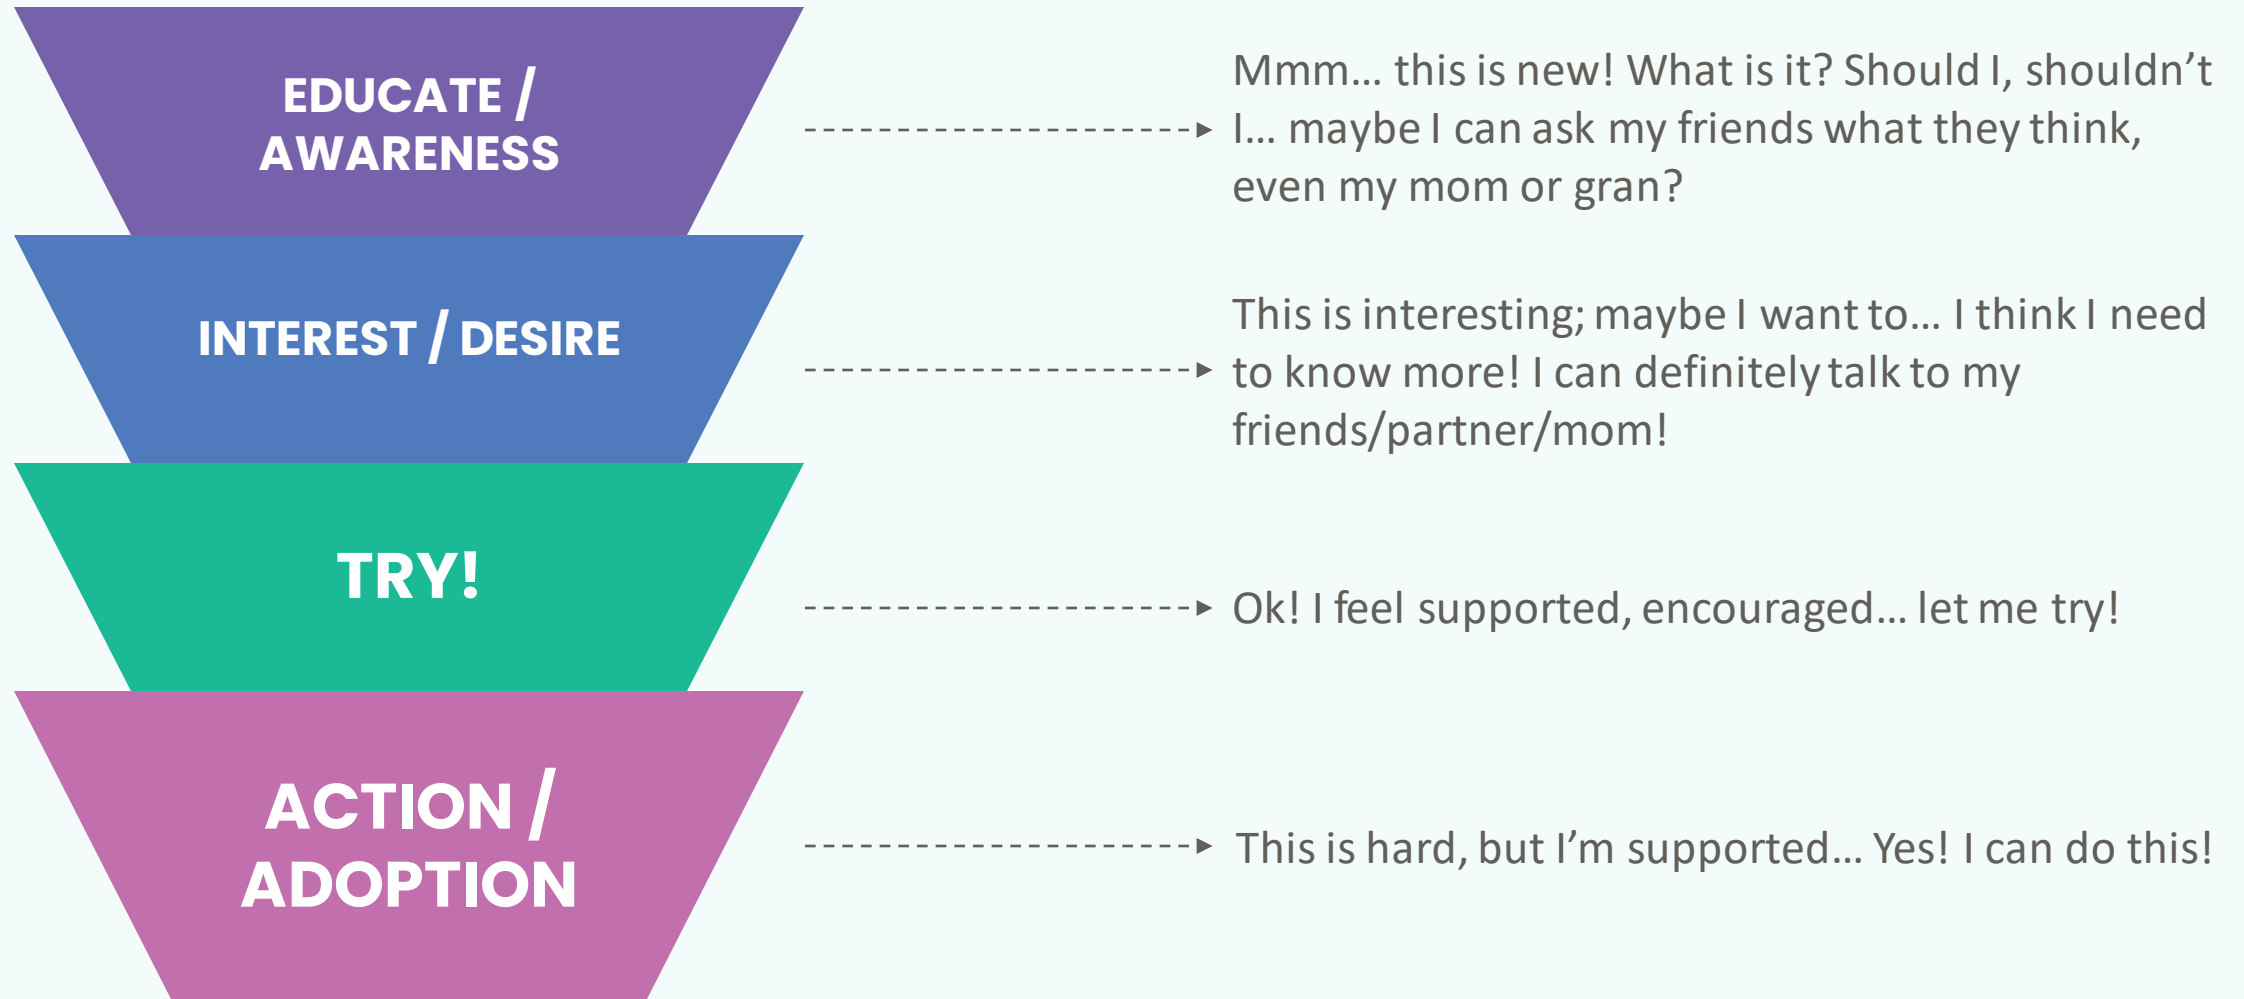 EDUCATE /
AWARENESS
Mmm… this is new! What is it? Should I, shouldn’t
I… maybe I can ask my friends what they think,
even my mom or gran?
INTEREST / DESIRE
This is interesting; maybe I want to… I think I need
to know more! I can definitely talk to my
friends/partner/mom!
TRY!
Ok! I feel supported, encouraged… let me try!
ACTION /
ADOPTION
This is hard, but I’m supported… Yes! I can do this!